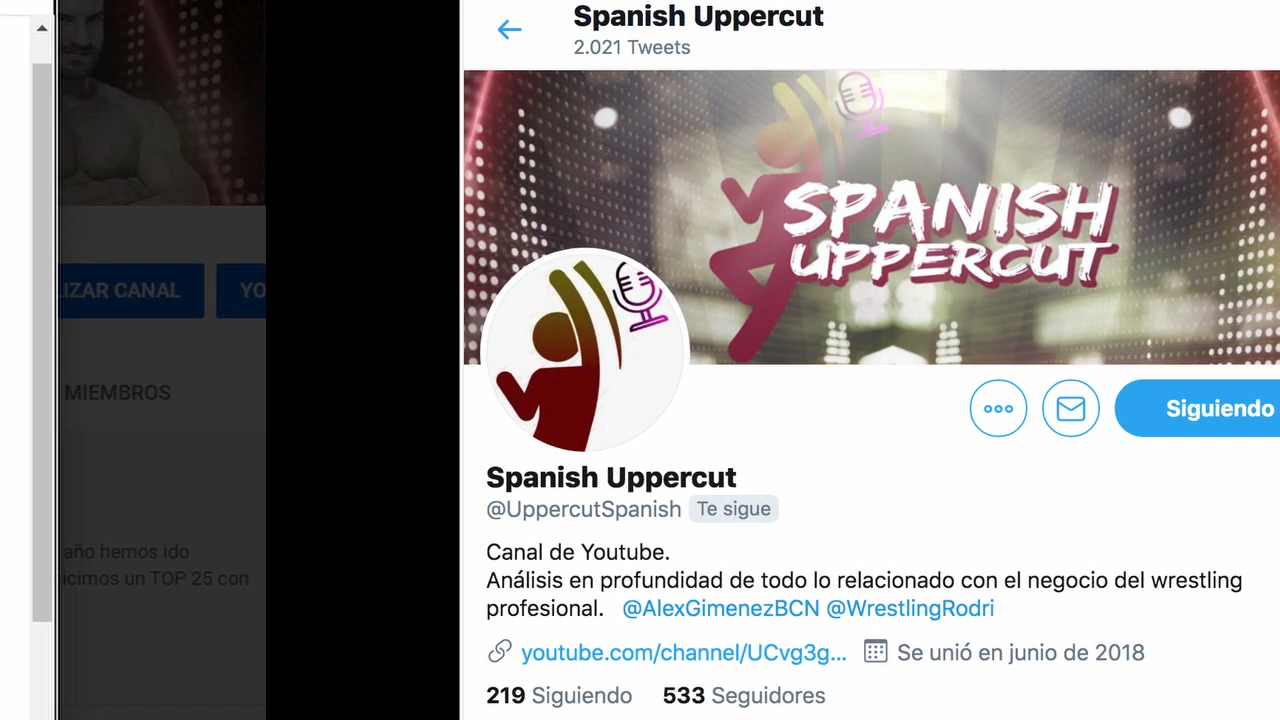 Spanish Uppercut
2.021 Tweets
SPANISH
UPPERCUT
IZAR CANAL
YO
MIEMBROS
Siguiendo
Spanish Uppercut
@UppercutSpanish Te sigue
Canal de Youtube.
Análisis en profundidad de todo lo relacionado con el negocio del wrestling
profesional. @AlexGimenezBCN @WrestlingRodri
youtube.com/channel/UCvg3g... Se unió en junio de 2018
219 Siguiendo 533 Seguidores
año hemos ido
icimos un TOP 25 con